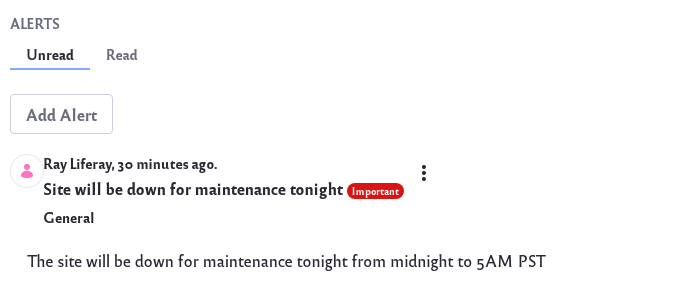 ALERTS
Unread Read
Add Alert
Ray Liferay, 30 minutes ago.
Site will be down for maintenance tonight Important
General
The site will be down for maintenance tonight from midnight to 5AM PST